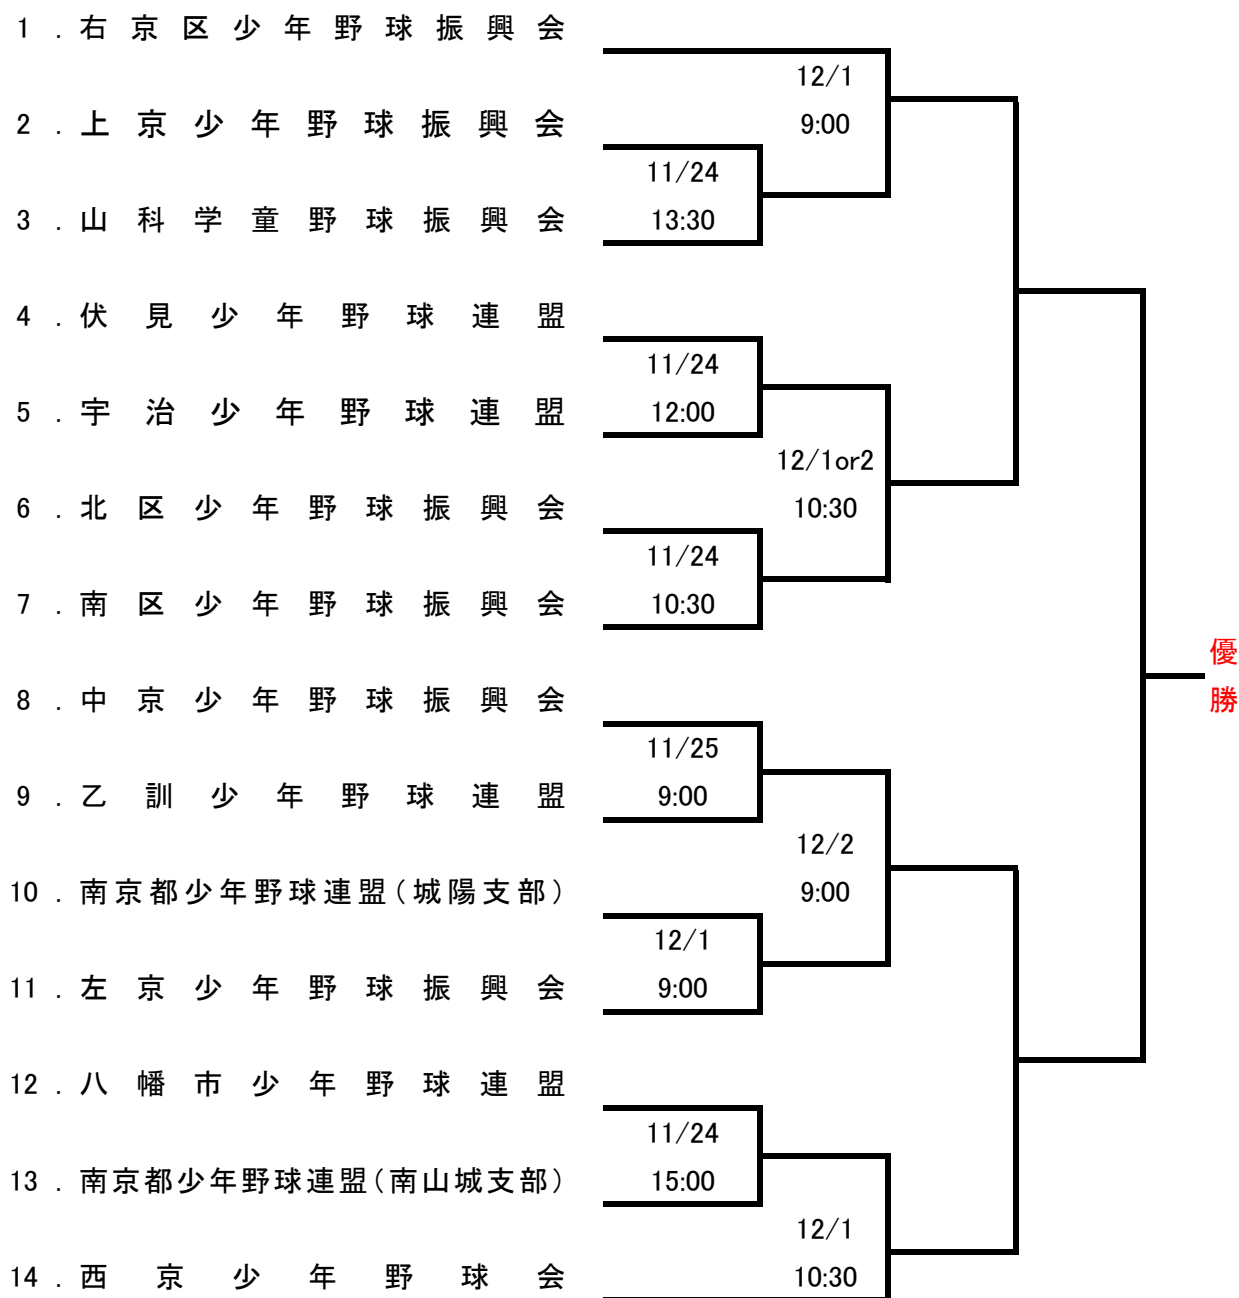 1 . 右京区少年野球振興会
12/1
2 . 上京少年野球振興会
9:00
11/24
3 . 山科学童野球振興会
13:30
4 . 伏見少年野球連盟
11/24
5 . 宇治少年野球連盟
12:00
12/1or2
6 . 北区少年野球振興会
10:30
11/24
7 . 南区少年野球振興会
10:30
優
勝
8 . 中京少年野球振興会
11/25
9 . 乙訓少年野球連盟
9:00
12/2
10 . 南京都少年野球連盟(城陽支部)
9:00
12/1
11 . 左京少年野球振興会
9:00
12 . 八幡市少年野球連盟
11/24
13 . 南京都少年野球連盟(南山城支部)
15:00
12/1
14 . 西京少年野球会
10:30